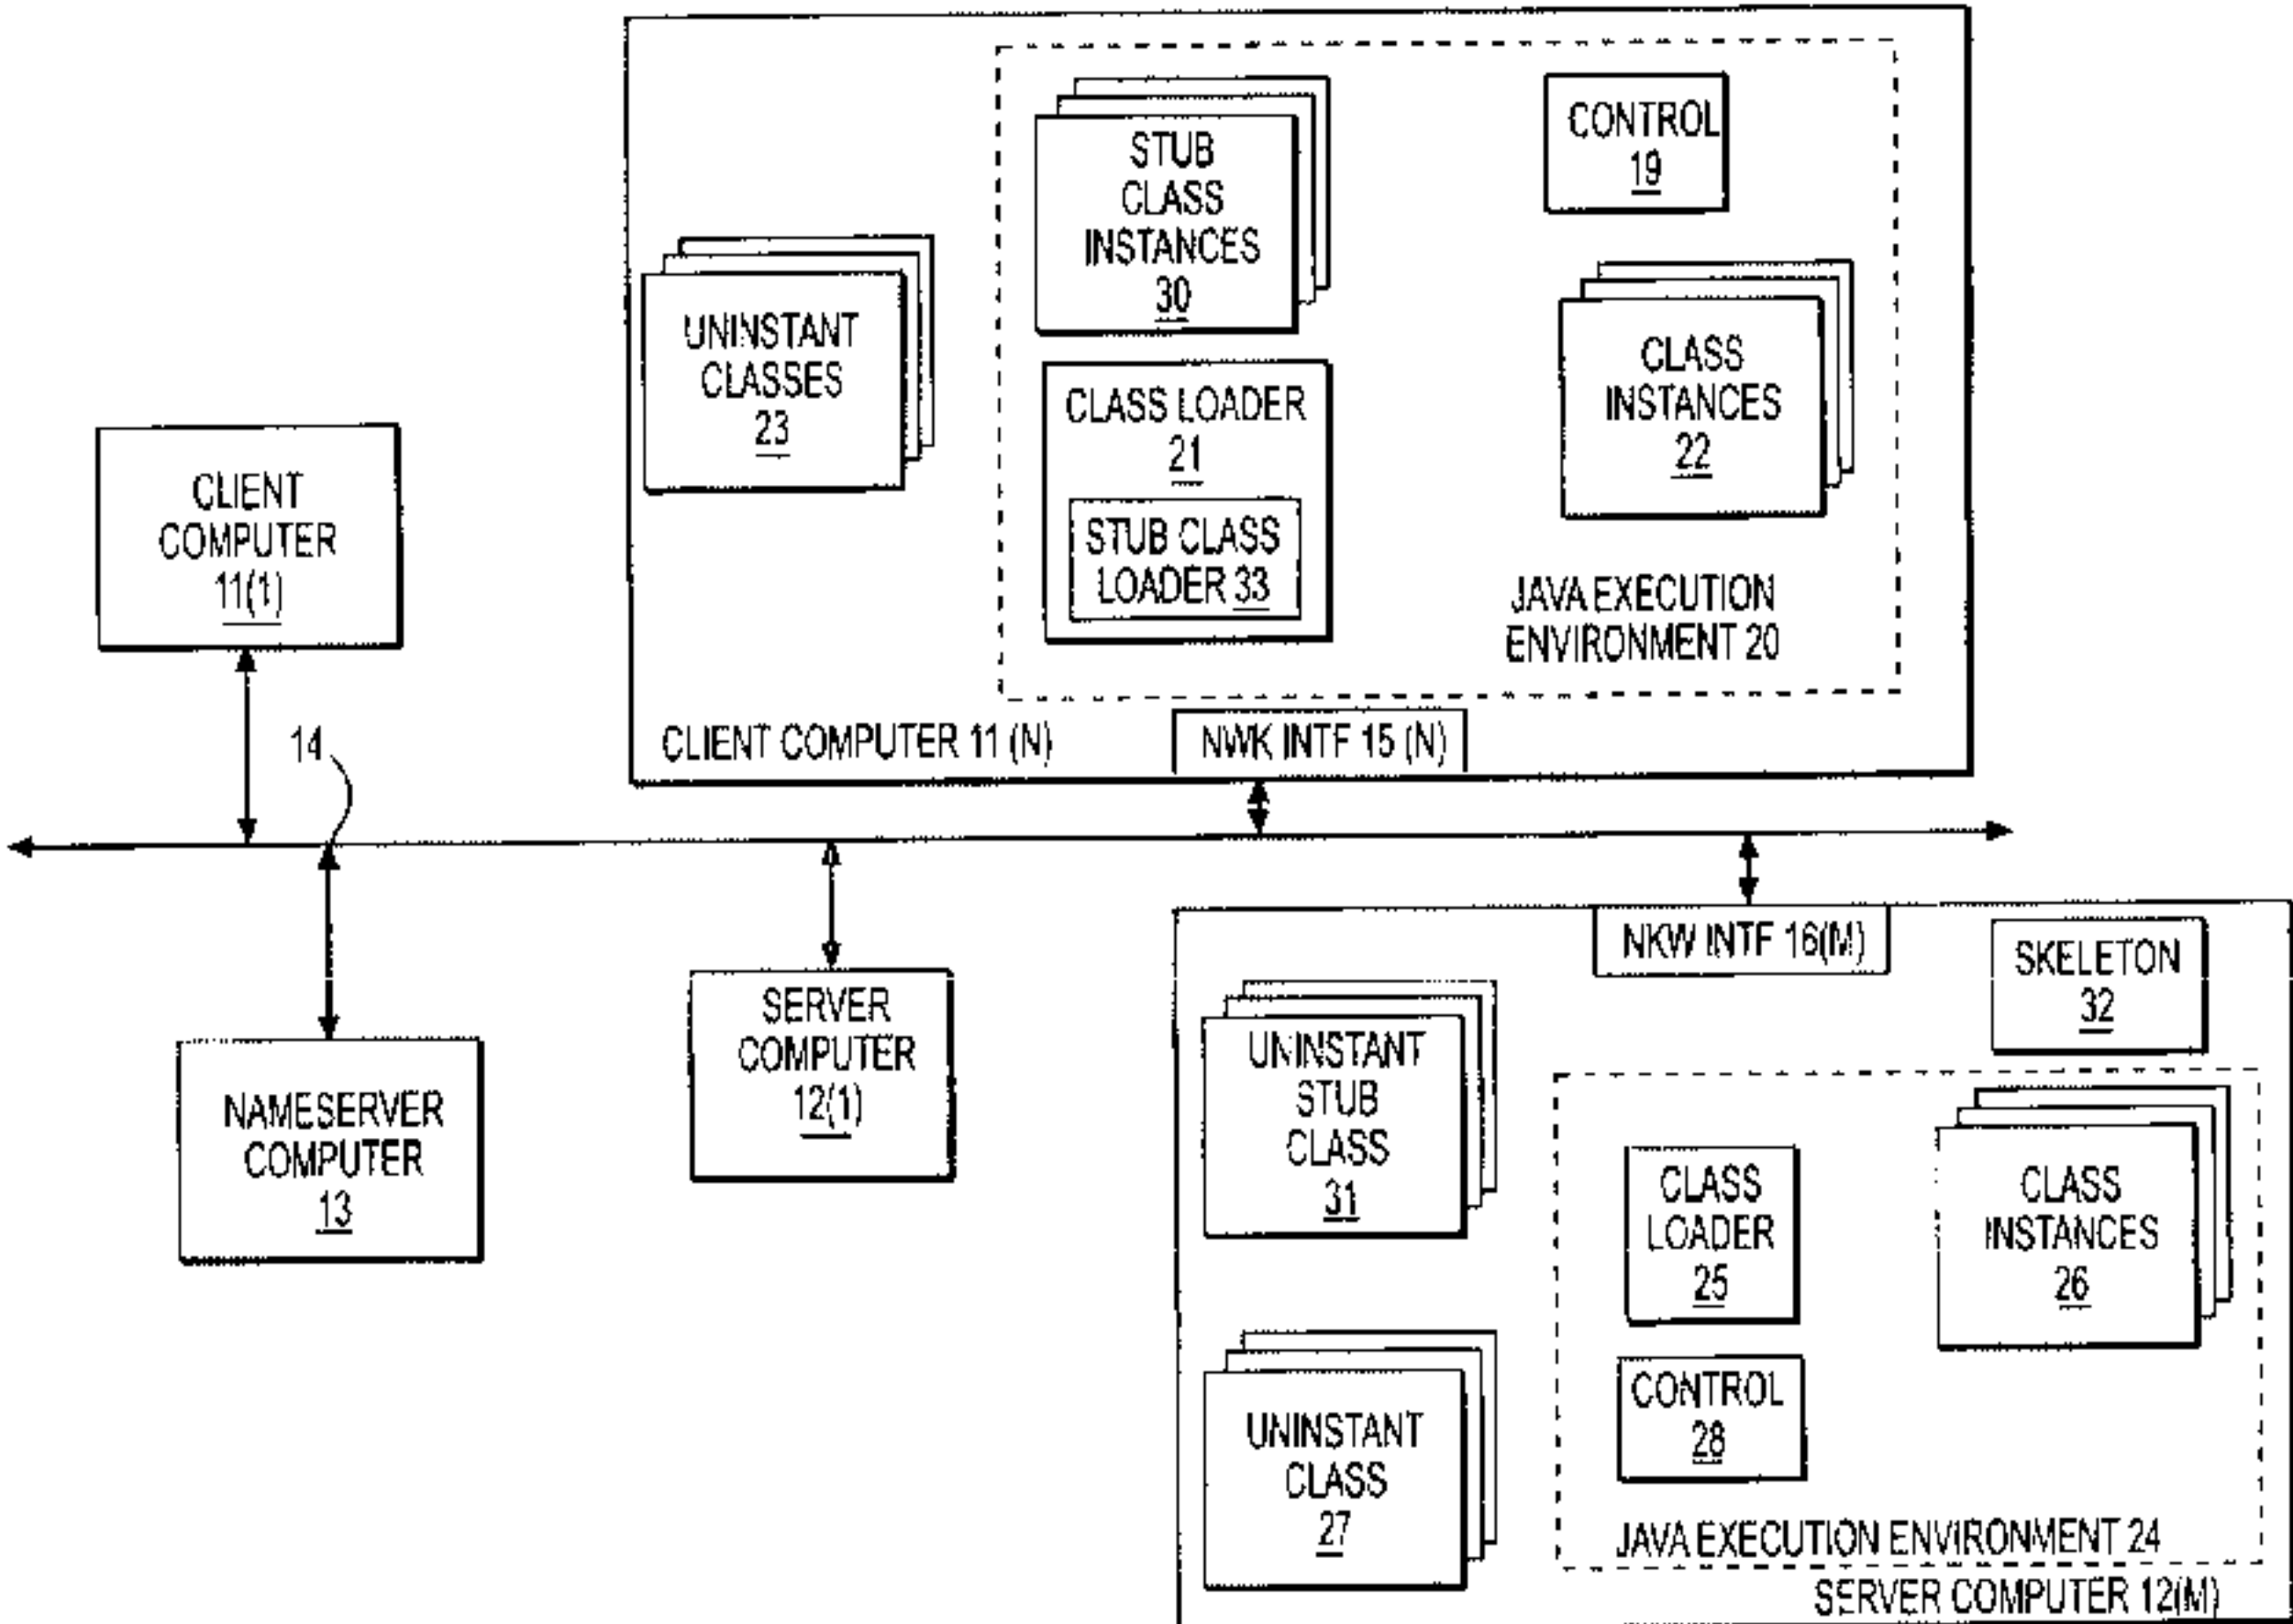 STUB
CLASS
INSTANCES
30
CONTROL
19
UNINSTANT
CLASSES
23
CLASS LOADER
21
STUB CLASS
LOADER 33
CLASS
INSTANCES
22
JAVA EXECUTION
ENVIRONMENT 20
CLIENT COMPUTER 11 (N)
NWK INTF 15 (N)
CLIENT
COMPUTER
11(1)
14
NAMESERVER
COMPUTER
13
SERVER
COMPUTER
12(1)
NKW INTF 16(M)
SKELETON
32
UNINSTANT
STUB
CLASS
31
CLASS
LOADER
25
CLASS
INSTANCES
26
CONTROL
28
UNINSTANT
CLASS
27
JAVA EXECUTION ENVIRONMENT 24
SERVER COMPUTER 12(M)